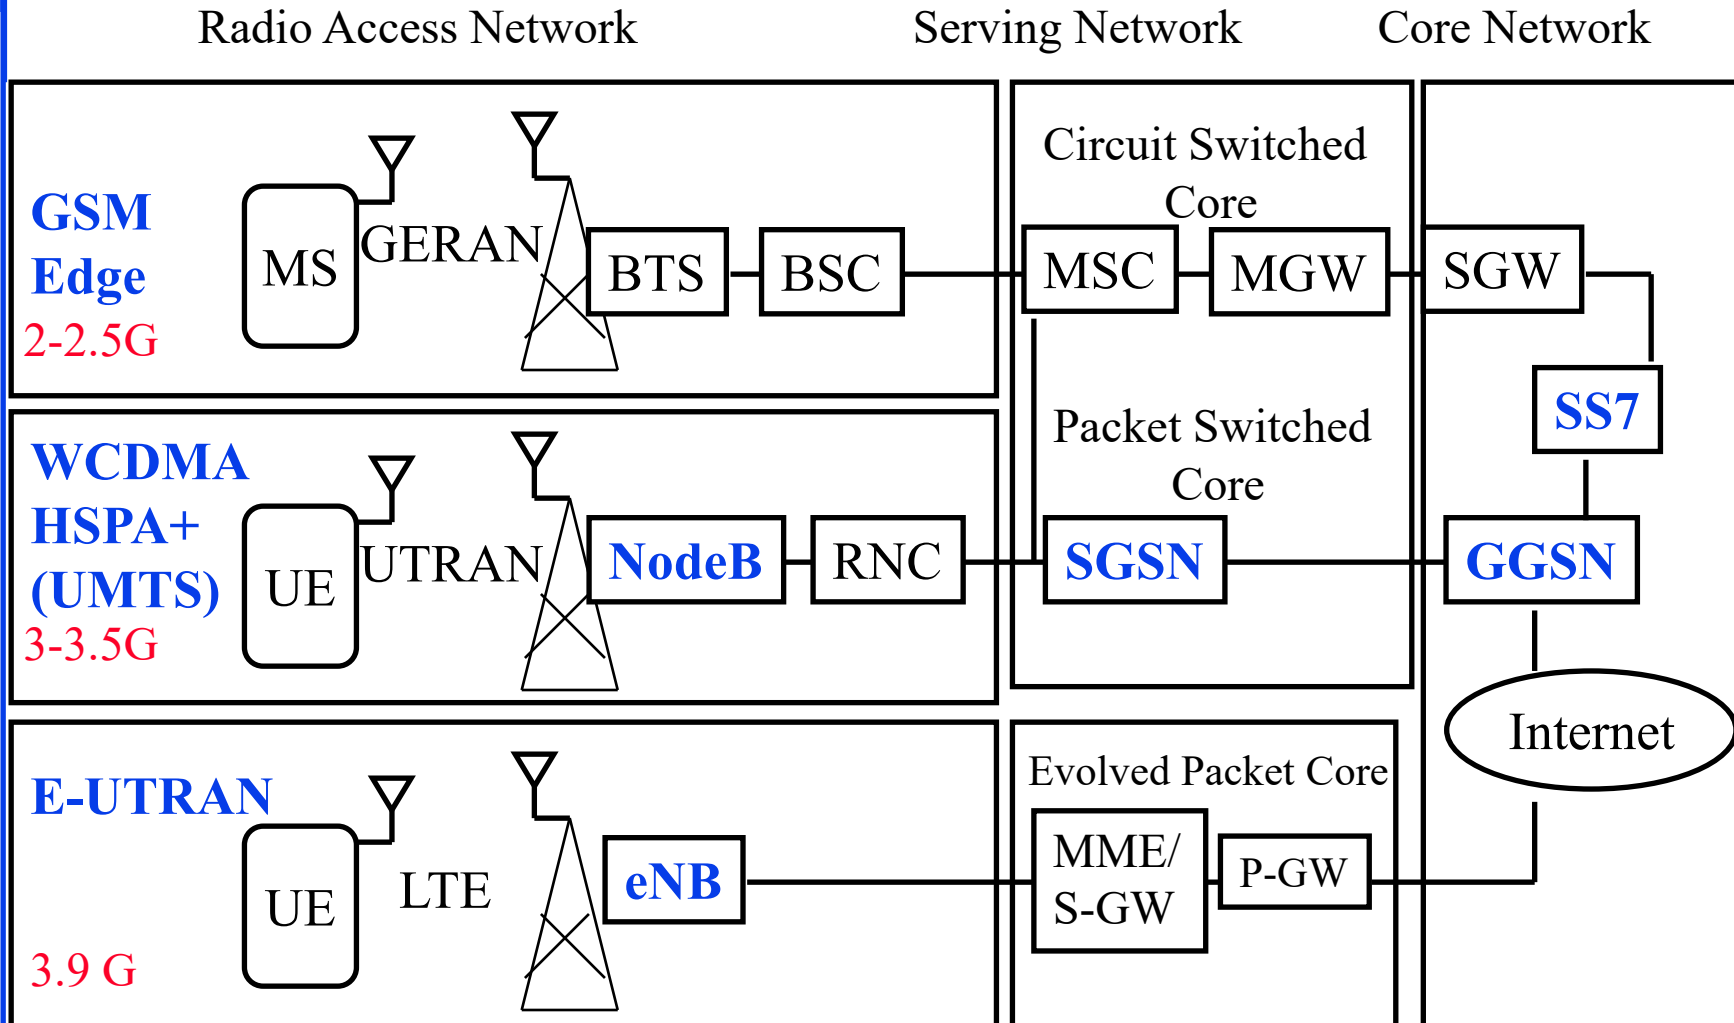 Radio Access Network
Serving Network
Core Network
GSM
Edge
2-2.5G
MS
GERAN
BTS
BSC
Circuit Switched
Core
MSC
MGW
SGW
SS7
WCDMA
HSPA+
(UMTS)
3-3.5G
UE
UTRAN
NodeB
RNC
Packet Switched
Core
SGSN
GGSN
Internet
E-UTRAN
3.9 G
UE
LTE
eNB
Evolved Packet Core
MME/
S-GW
P-GW